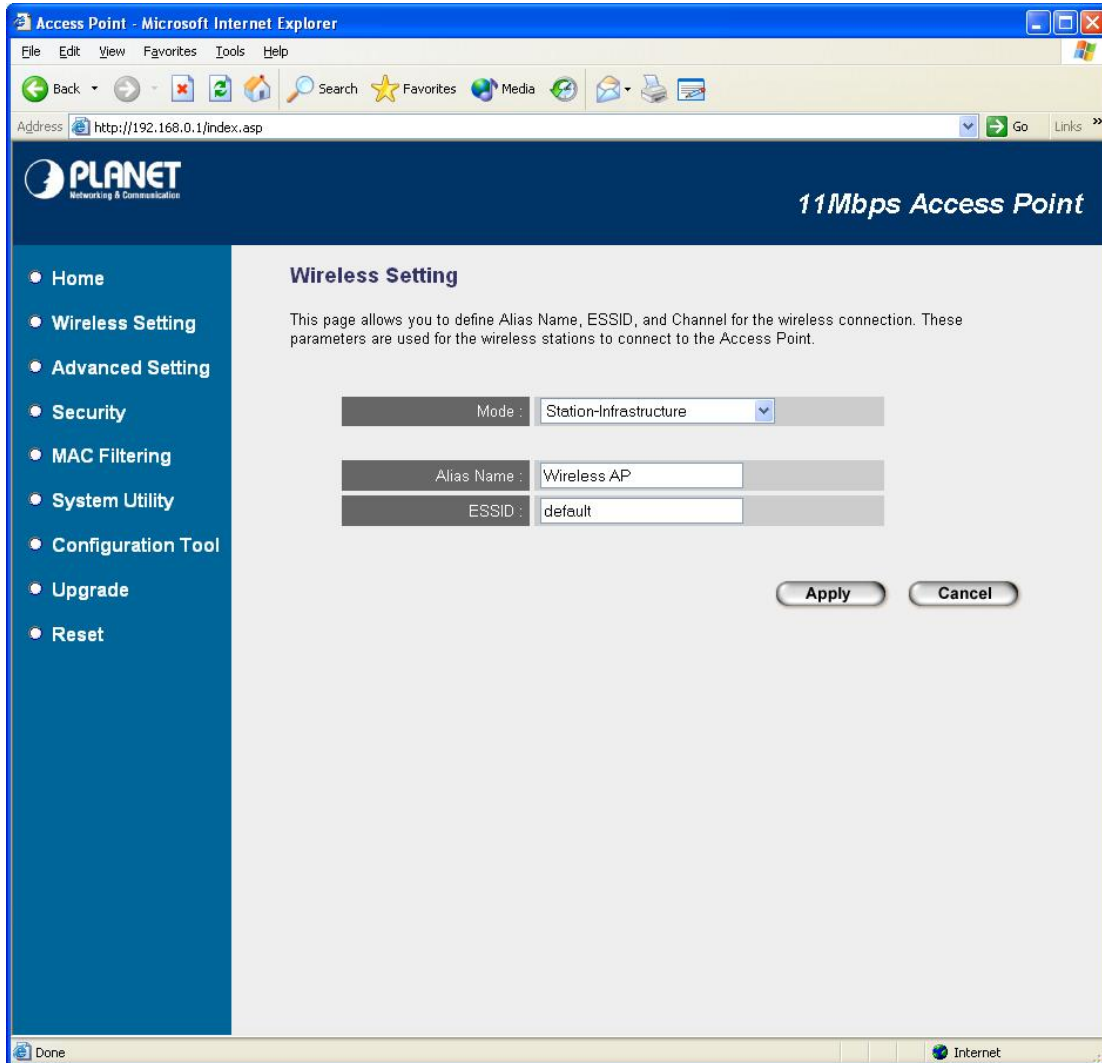 Access Point - Microsoft Internet Explorer
File Edit View Favorites Tools Help
Back Search Favorites Media
Address http://192.168.0.1/index.asp Go Links »
PLANET
Networking & Communication
11Mbps Access Point
Home
Wireless Setting
Advanced Setting
Security
MAC Filtering
System Utility
Configuration Tool
Upgrade
Reset
Wireless Setting
This page allows you to define Alias Name, ESSID, and Channel for the wireless connection. These
parameters are used for the wireless stations to connect to the Access Point.
Mode : Station-Infrastructure
Alias Name : Wireless AP
ESSID : default
Apply Cancel
Done Internet